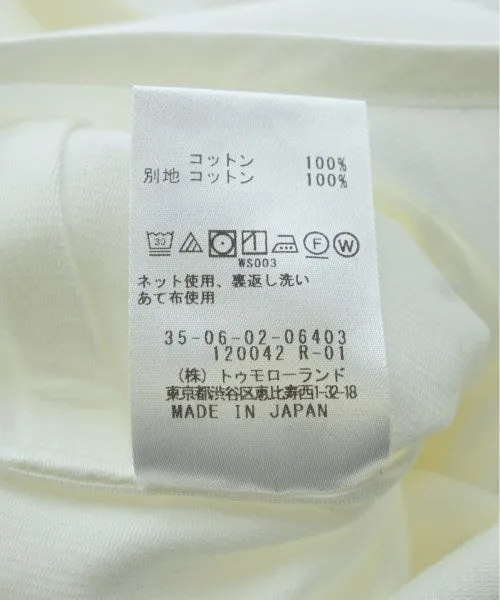 コットン 100%
別地 コットン 100%
30 F W
WS003
ネット使用、裏返し洗い
あて布使用
35-06-02-06403
120042 R-01
(株) トゥモローランド
東京都渋谷区恵比寿西1-32-18
MADE IN JAPAN